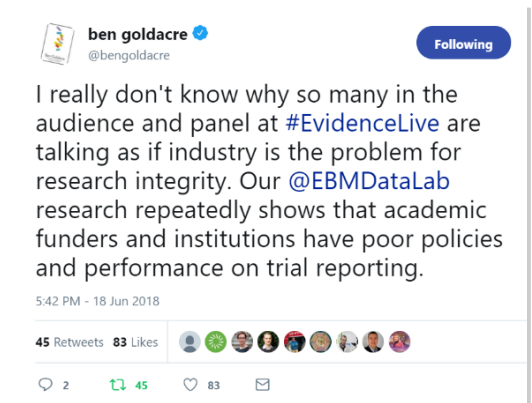 ben goldacre
@bengoldacre
Following
I really don't know why so many in the
audience and panel at #EvidenceLive are
talking as if industry is the problem for
research integrity. Our @EBMDataLab
research repeatedly shows that academic
funders and institutions have poor policies
and performance on trial reporting.
5:42 PM - 18 Jun 2018
45 Retweets 83 Likes
2 45 83